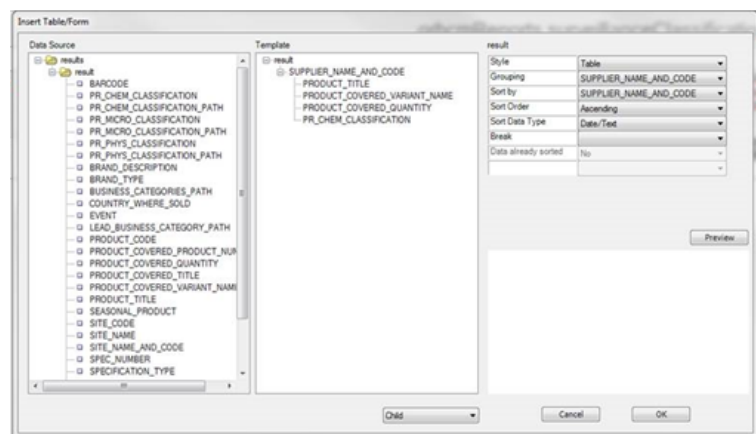 Insert Table/Form
Data Source
results
result
BARCODE
PR_CHEM_CLASSIFICATION
PR_CHEM_CLASSIFICATION_PATH
PR_MICRO_CLASSIFICATION
PR_MICRO_CLASSIFICATION_PATH
PR_PHYS_CLASSIFICATION
PR_PHYS_CLASSIFICATION_PATH
BRAND_DESCRIPTION
BRAND_TYPE
BUSINESS_CATEGORIES_PATH
COUNTRY_WHERE_SOLD
EVENT
LEAD_BUSINESS_CATEGORY_PATH
PRODUCT_CODE
PRODUCT_COVERED_PRODUCT_NUM
PRODUCT_COVERED_QUANTITY
PRODUCT_COVERED_TITLE
PRODUCT_COVERED_VARIANT_NAME
PRODUCT_TITLE
SEASONAL_PRODUCT
SITE_CODE
SITE_NAME
SITE_NAME_AND_CODE
SPEC_NUMBER
SPECIFICATION_TYPE
Template
result
SUPPLIER_NAME_AND_CODE
PRODUCT_TITLE
PRODUCT_COVERED_VARIANT_NAME
PRODUCT_COVERED_QUANTITY
PR_CHEM_CLASSIFICATION
result
Style Table
Grouping SUPPLIER_NAME_AND_CODE
Sort by SUPPLIER_NAME_AND_CODE
Sort Order Ascending
Sort Data Type Date/Text
Break
Data already sorted No
Preview
Child
Cancel
OK